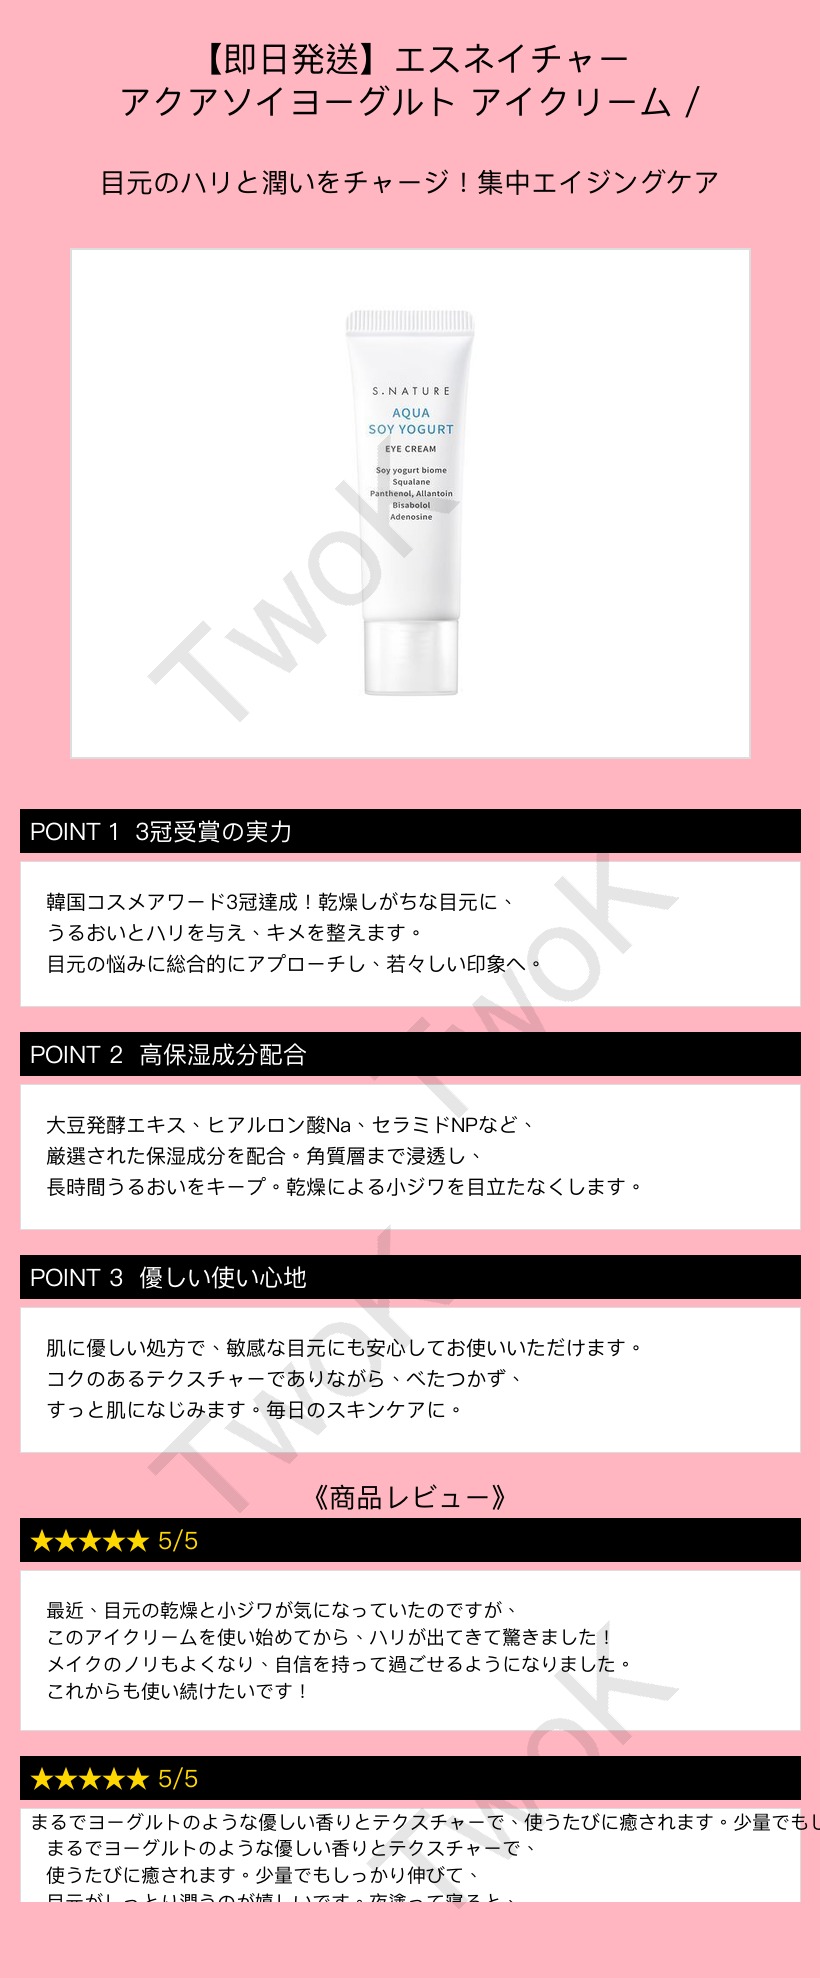 【即日発送】エスネイチャー
アクアソイヨーグルト アイクリーム /
目元のハリと潤いをチャージ！集中エイジングケア
S.NATURE
AQUA
SOY YOGURT
EYE CREAM
Soy yogurt biome
Squalane
Panthenol, Allantoin
Bisabolol
Adenosine
TwoK
POINT 1 3冠受賞の実力
韓国コスメアワード3冠達成！乾燥しがちな目元に、
うるおいとハリを与え、キメを整えます。
目元の悩みに総合的にアプローチし、若々しい印象へ。
TwoK
POINT 2 高保湿成分配合
大豆発酵エキス、ヒアルロン酸Na、セラミドNPなど、
厳選された保湿成分を配合。角質層まで浸透し、
長時間うるおいをキープ。乾燥による小ジワを目立たなくします。
POINT 3 優しい使い心地
肌に優しい処方で、敏感な目元にも安心してお使いいただけます。
コクのあるテクスチャーでありながら、べたつかず、
すっと肌になじみます。毎日のスキンケアに。
TwoK
《商品レビュー》
★★★★★ 5/5
最近、目元の乾燥と小ジワが気になっていたのですが、
このアイクリームを使い始めてから、ハリが出てきて驚きました！
メイクのノリもよくなり、自信を持って過ごせるようになりました。
これからも使い続けたいです！
TwoK
★★★★★ 5/5
まるでヨーグルトのような優しい香りとテクスチャーで、使うたびに癒されます。少量でもし
まるでヨーグルトのような優しい香りとテクスチャーで、
使うたびに癒されます。少量でもしっかり伸びて、
目元がしっとり潤うのが嬉しいです。夜塗って寝ると、